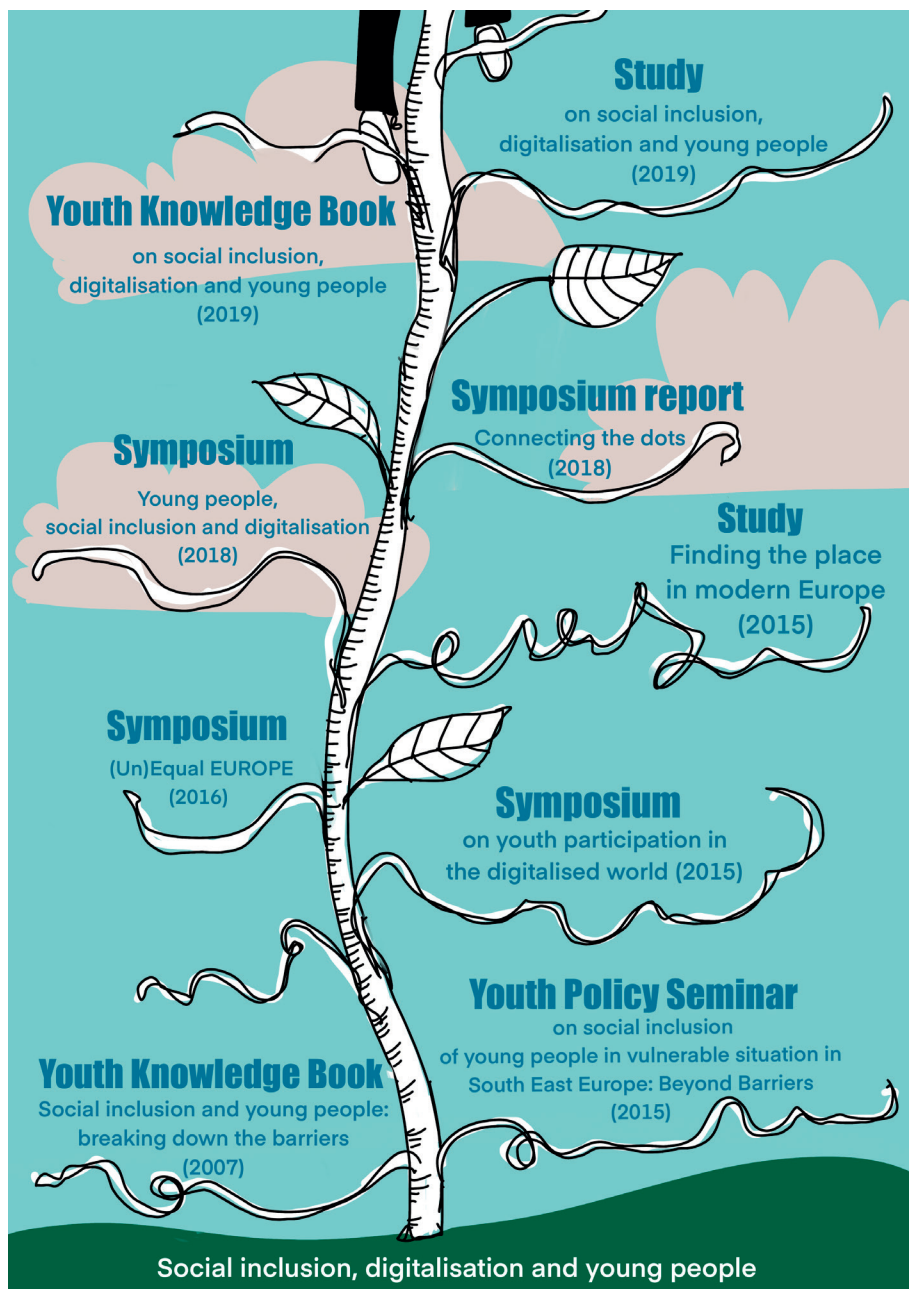 Study
on social inclusion,
digitalisation and young people
(2019)
Youth Knowledge Book
on social inclusion,
digitalisation and young people
(2019)
Symposium report
Connecting the dots
(2018)
Symposium
Young people,
social inclusion and digitalisation
(2018)
Study
Finding the place
in modern Europe
(2015)
Symposium
(Un)Equal EUROPE
(2016)
Symposium
on youth participation in
the digitalised world (2015)
Youth Policy Seminar
on social inclusion
of young people in vulnerable situation in
South East Europe: Beyond Barriers
(2015)
Youth Knowledge Book
Social inclusion and young people:
breaking down the barriers
(2007)
Social inclusion, digitalisation and young people